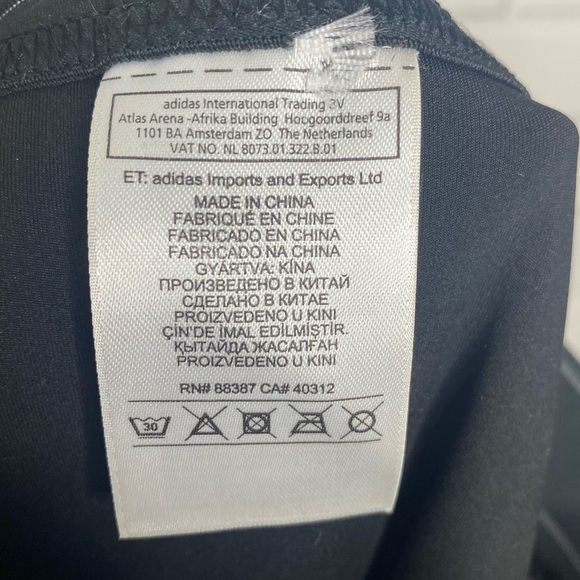 adidas International Trading BV
Atlas Arena -Afrika Building Hoogoorddreef 9a
1101 BA Amsterdam ZO The Netherlands
VAT NO. NL 8073.01.322.B.01
ET: adidas Imports and Exports Ltd
MADE IN CHINA
FABRIQUÉ EN CHINE
FABRICADO EN CHINA
FABRICADO NA CHINA
GYÁRTVA: KÍNA
ПРОИЗВЕДЕНО В КИТАЙ
СДЕЛАНО В КИТАЕ
PROIZVEDENO U KINI
ÇİN'DE İMAL EDİLMİŞTİR.
ҚЫТАЙДА ЖАСАЛҒАН
PROIZVEDENO U KINI
RN# 88387 CA# 40312
30